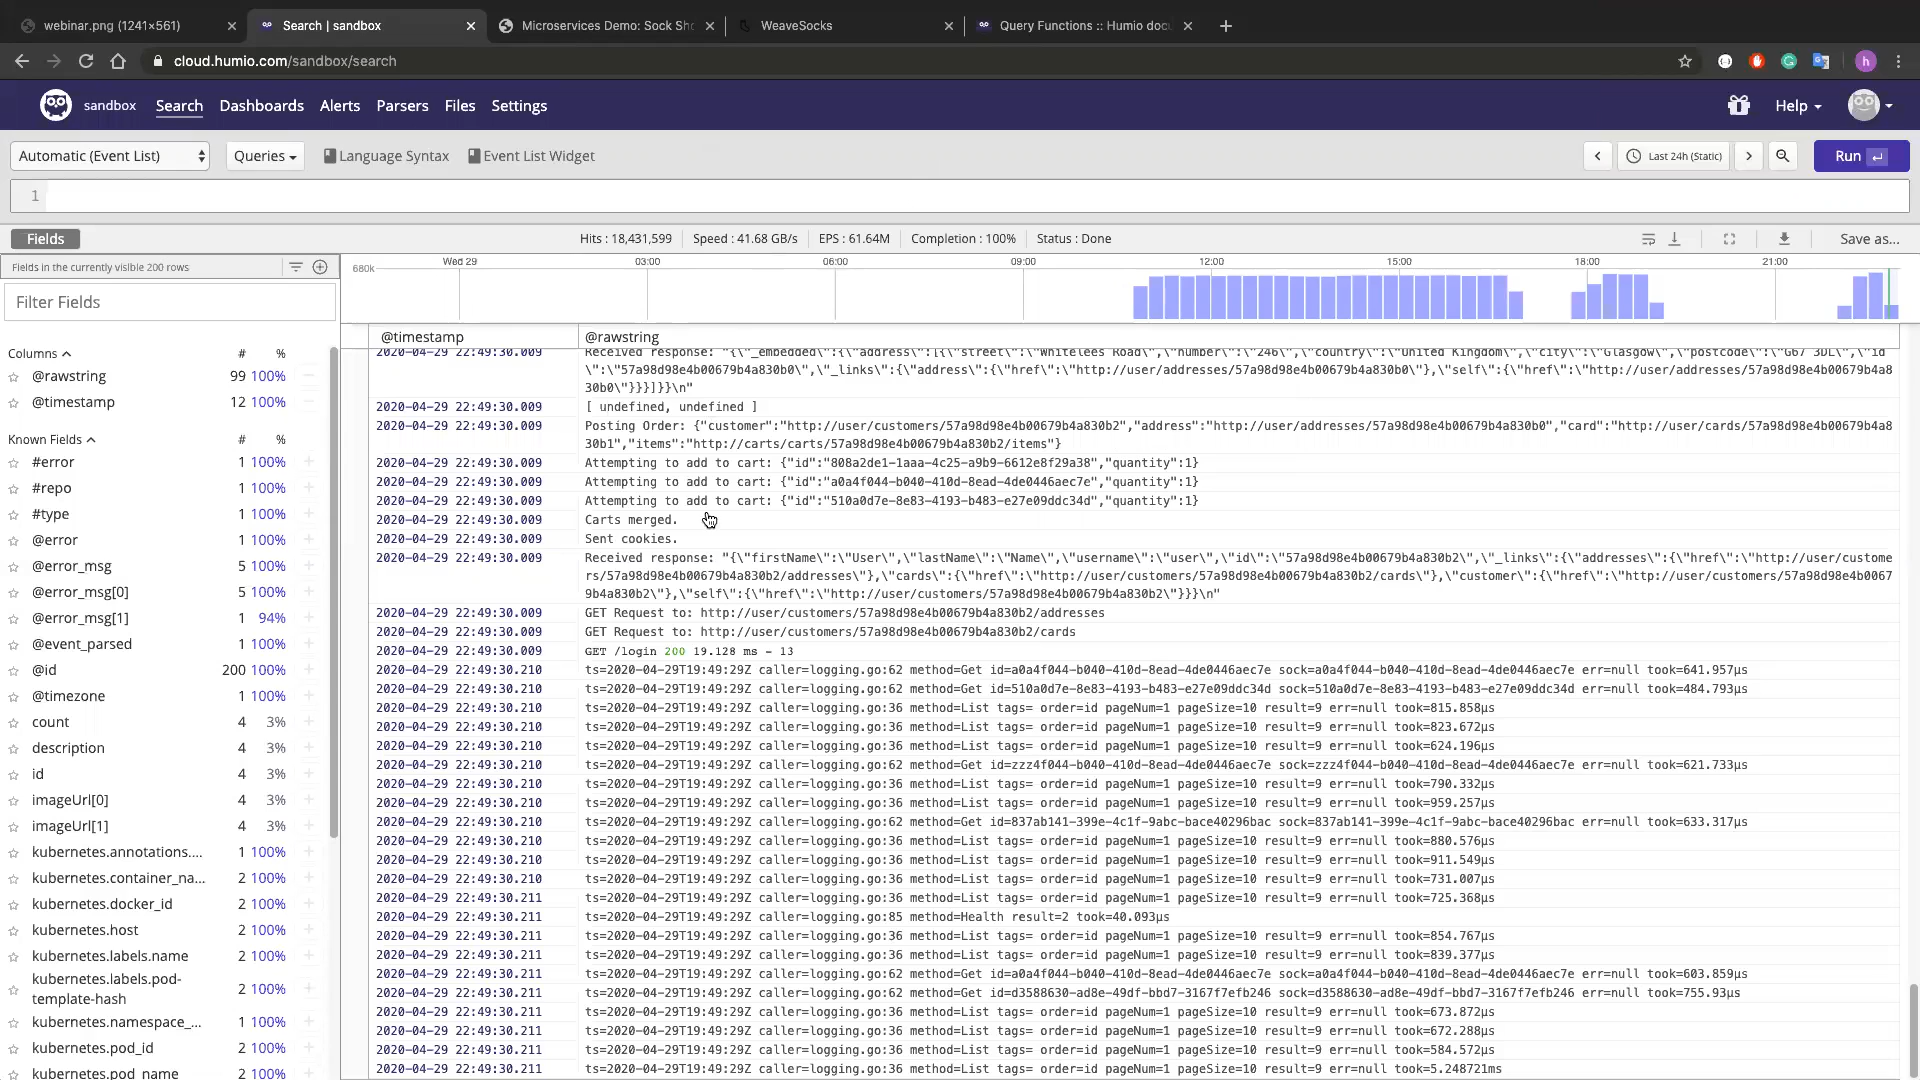 webinar.png (1241×561)
Search | sandbox
Microservices Demo: Sock Sho
WeaveSocks
Query Functions :: Humio docu
cloud.humio.com/sandbox/search
h
sandbox Search Dashboards Alerts Parsers Files Settings Help
Automatic (Event List) Queries Language Syntax Event List Widget Last 24h (Static) Run
1
Fields Hits : 18,431,599 Speed : 41.68 GB/s EPS : 61.64M Completion : 100% Status : Done Save as...
Fields in the currently visible 200 rows
Filter Fields
Columns # %
@rawstring 99 100%
@timestamp 12 100%
Known Fields # %
#error 1 100%
#repo 1 100%
#type 1 100%
@error 1 100%
@error_msg 5 100%
@error_msg[0] 5 100%
@error_msg[1] 1 94%
@event_parsed 1 100%
@id 200 100%
@timezone 1 100%
count 4 3%
description 4 3%
id 4 3%
imageUrl[0] 4 3%
imageUrl[1] 4 3%
kubernetes.annotations.... 1 100%
kubernetes.container_na... 2 100%
kubernetes.docker_id 2 100%
kubernetes.host 2 100%
kubernetes.labels.name 2 100%
kubernetes.labels.pod-
template-hash 2 100%
kubernetes.namespace_... 1 100%
kubernetes.pod_id 2 100%
kubernetes.pod_name 2 100%
680k Wed 29 03:00 06:00 09:00 12:00 15:00 18:00 21:00
@timestamp @rawstring
2020-04-29 22:49:30.009 Received response: "{\"_embedded\":{\"address\":[{\"street\":\"Whitelees Road\",\"number\":\"246\",\"country\":\"United Kingdom\",\"city\":\"Glasgow\",\"postcode\":\"G67 3DL\",\"id
\":\"57a98d98e4b00679b4a830b0\",\"_links\":{\"address\":{\"href\":\"http://user/addresses/57a98d98e4b00679b4a830b0\"},\"self\":{\"href\":\"http://user/addresses/57a98d98e4b00679b4a8
30b0\"}}}]}}\n"
2020-04-29 22:49:30.009 [ undefined, undefined ]
2020-04-29 22:49:30.009 Posting Order: {"customer":"http://user/customers/57a98d98e4b00679b4a830b2","address":"http://user/addresses/57a98d98e4b00679b4a830b0","card":"http://user/cards/57a98d98e4b00679b4a8
30b1","items":"http://carts/carts/57a98d98e4b00679b4a830b2/items"}
2020-04-29 22:49:30.009 Attempting to add to cart: {"id":"808a2de1-1aaa-4c25-a9b9-6612e8f29a38","quantity":1}
2020-04-29 22:49:30.009 Attempting to add to cart: {"id":"a0a4f044-b040-410d-8ead-4de0446aec7e","quantity":1}
2020-04-29 22:49:30.009 Attempting to add to cart: {"id":"510a0d7e-8e83-4193-b483-e27e09ddc34d","quantity":1}
2020-04-29 22:49:30.009 Carts merged.
2020-04-29 22:49:30.009 Sent cookies.
2020-04-29 22:49:30.009 Received response: "{\"firstName\":\"User\",\"lastName\":\"Name\",\"username\":\"user\",\"id\":\"57a98d98e4b00679b4a830b2\",\"_links\":{\"addresses\":{\"href\":\"http://user/custome
rs/57a98d98e4b00679b4a830b2/addresses\"},\"cards\":{\"href\":\"http://user/customers/57a98d98e4b00679b4a830b2/cards\"},\"customer\":{\"href\":\"http://user/customers/57a98d98e4b0067
9b4a830b2\"},\"self\":{\"href\":\"http://user/customers/57a98d98e4b00679b4a830b2\"}}}\n"
2020-04-29 22:49:30.009 GET Request to: http://user/customers/57a98d98e4b00679b4a830b2/addresses
2020-04-29 22:49:30.009 GET Request to: http://user/customers/57a98d98e4b00679b4a830b2/cards
2020-04-29 22:49:30.009 GET /login 200 19.128 ms - 13
2020-04-29 22:49:30.210 ts=2020-04-29T19:49:29Z caller=logging.go:62 method=Get id=a0a4f044-b040-410d-8ead-4de0446aec7e sock=a0a4f044-b040-410d-8ead-4de0446aec7e err=null took=641.957µs
2020-04-29 22:49:30.210 ts=2020-04-29T19:49:29Z caller=logging.go:62 method=Get id=510a0d7e-8e83-4193-b483-e27e09ddc34d sock=510a0d7e-8e83-4193-b483-e27e09ddc34d err=null took=484.793µs
2020-04-29 22:49:30.210 ts=2020-04-29T19:49:29Z caller=logging.go:36 method=List tags= order=id pageNum=1 pageSize=10 result=9 err=null took=815.858µs
2020-04-29 22:49:30.210 ts=2020-04-29T19:49:29Z caller=logging.go:36 method=List tags= order=id pageNum=1 pageSize=10 result=9 err=null took=823.672µs
2020-04-29 22:49:30.210 ts=2020-04-29T19:49:29Z caller=logging.go:36 method=List tags= order=id pageNum=1 pageSize=10 result=9 err=null took=624.196µs
2020-04-29 22:49:30.210 ts=2020-04-29T19:49:29Z caller=logging.go:62 method=Get id=zzz4f044-b040-410d-8ead-4de0446aec7e sock=zzz4f044-b040-410d-8ead-4de0446aec7e err=null took=621.733µs
2020-04-29 22:49:30.210 ts=2020-04-29T19:49:29Z caller=logging.go:36 method=List tags= order=id pageNum=1 pageSize=10 result=9 err=null took=790.332µs
2020-04-29 22:49:30.210 ts=2020-04-29T19:49:29Z caller=logging.go:36 method=List tags= order=id pageNum=1 pageSize=10 result=9 err=null took=959.257µs
2020-04-29 22:49:30.210 ts=2020-04-29T19:49:29Z caller=logging.go:62 method=Get id=837ab141-399e-4c1f-9abc-bace40296bac sock=837ab141-399e-4c1f-9abc-bace40296bac err=null took=633.317µs
2020-04-29 22:49:30.210 ts=2020-04-29T19:49:29Z caller=logging.go:36 method=List tags= order=id pageNum=1 pageSize=10 result=9 err=null took=880.576µs
2020-04-29 22:49:30.210 ts=2020-04-29T19:49:29Z caller=logging.go:36 method=List tags= order=id pageNum=1 pageSize=10 result=9 err=null took=911.549µs
2020-04-29 22:49:30.210 ts=2020-04-29T19:49:29Z caller=logging.go:36 method=List tags= order=id pageNum=1 pageSize=10 result=9 err=null took=731.007µs
2020-04-29 22:49:30.211 ts=2020-04-29T19:49:29Z caller=logging.go:36 method=List tags= order=id pageNum=1 pageSize=10 result=9 err=null took=725.368µs
2020-04-29 22:49:30.211 ts=2020-04-29T19:49:29Z caller=logging.go:85 method=Health result=2 took=40.093µs
2020-04-29 22:49:30.211 ts=2020-04-29T19:49:29Z caller=logging.go:36 method=List tags= order=id pageNum=1 pageSize=10 result=9 err=null took=854.767µs
2020-04-29 22:49:30.211 ts=2020-04-29T19:49:29Z caller=logging.go:36 method=List tags= order=id pageNum=1 pageSize=10 result=9 err=null took=839.377µs
2020-04-29 22:49:30.211 ts=2020-04-29T19:49:29Z caller=logging.go:62 method=Get id=a0a4f044-b040-410d-8ead-4de0446aec7e sock=a0a4f044-b040-410d-8ead-4de0446aec7e err=null took=603.859µs
2020-04-29 22:49:30.211 ts=2020-04-29T19:49:29Z caller=logging.go:62 method=Get id=d3588630-ad8e-49df-bbd7-3167f7efb246 sock=d3588630-ad8e-49df-bbd7-3167f7efb246 err=null took=755.93µs
2020-04-29 22:49:30.211 ts=2020-04-29T19:49:29Z caller=logging.go:36 method=List tags= order=id pageNum=1 pageSize=10 result=9 err=null took=673.872µs
2020-04-29 22:49:30.211 ts=2020-04-29T19:49:29Z caller=logging.go:36 method=List tags= order=id pageNum=1 pageSize=10 result=9 err=null took=672.288µs
2020-04-29 22:49:30.211 ts=2020-04-29T19:49:29Z caller=logging.go:36 method=List tags= order=id pageNum=1 pageSize=10 result=9 err=null took=584.572µs
2020-04-29 22:49:30.211 ts=2020-04-29T19:49:29Z caller=logging.go:36 method=List tags= order=id pageNum=1 pageSize=10 result=9 err=null took=5.248721ms